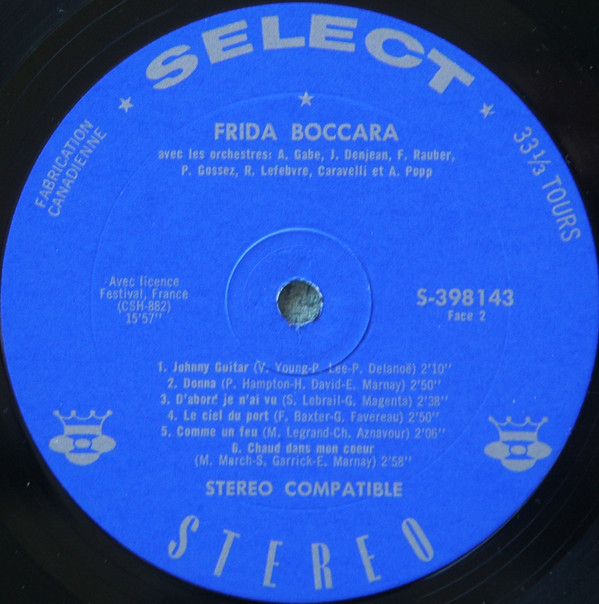 SELECT
FABRICATION
CANADIENNE
33 1/3 TOURS
FRIDA BOCCARA
avec les orchestres: A. Gabe, J. Denjean, F. Rauber,
P. Gossez, R. Lefebvre, Caravelli et A. Popp
Avec licence
Festival, France
(CSH-882)
15'57"
S-398143
Face 2
1. Johnny Guitar (V. Young-P. Lee-P. Delanoë) 2'10"
2. Donna (P. Hampton-H. David-E. Marnay) 2'50"
3. D'abord je n'ai vu (S. Lebrail-G. Magenta) 2'38"
4. Le ciel du port (F. Baxter-G. Favereau) 2'50"
5. Comme un feu (M. Legrand-Ch. Aznavour) 2'06"
6. Chaud dans mon coeur
(M. March-S. Garrick-E. Marnay) 2'58"
STEREO COMPATIBLE
STEREO